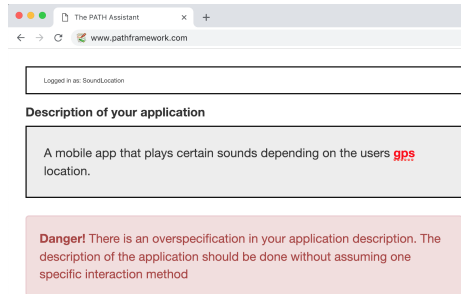 The PATH Assistant
www.pathframework.com
Logged in as: SoundLocation
Description of your application
A mobile app that plays certain sounds depending on the users gps
location.
Danger! There is an overspecification in your application description. The
description of the application should be done without assuming one
specific interaction method